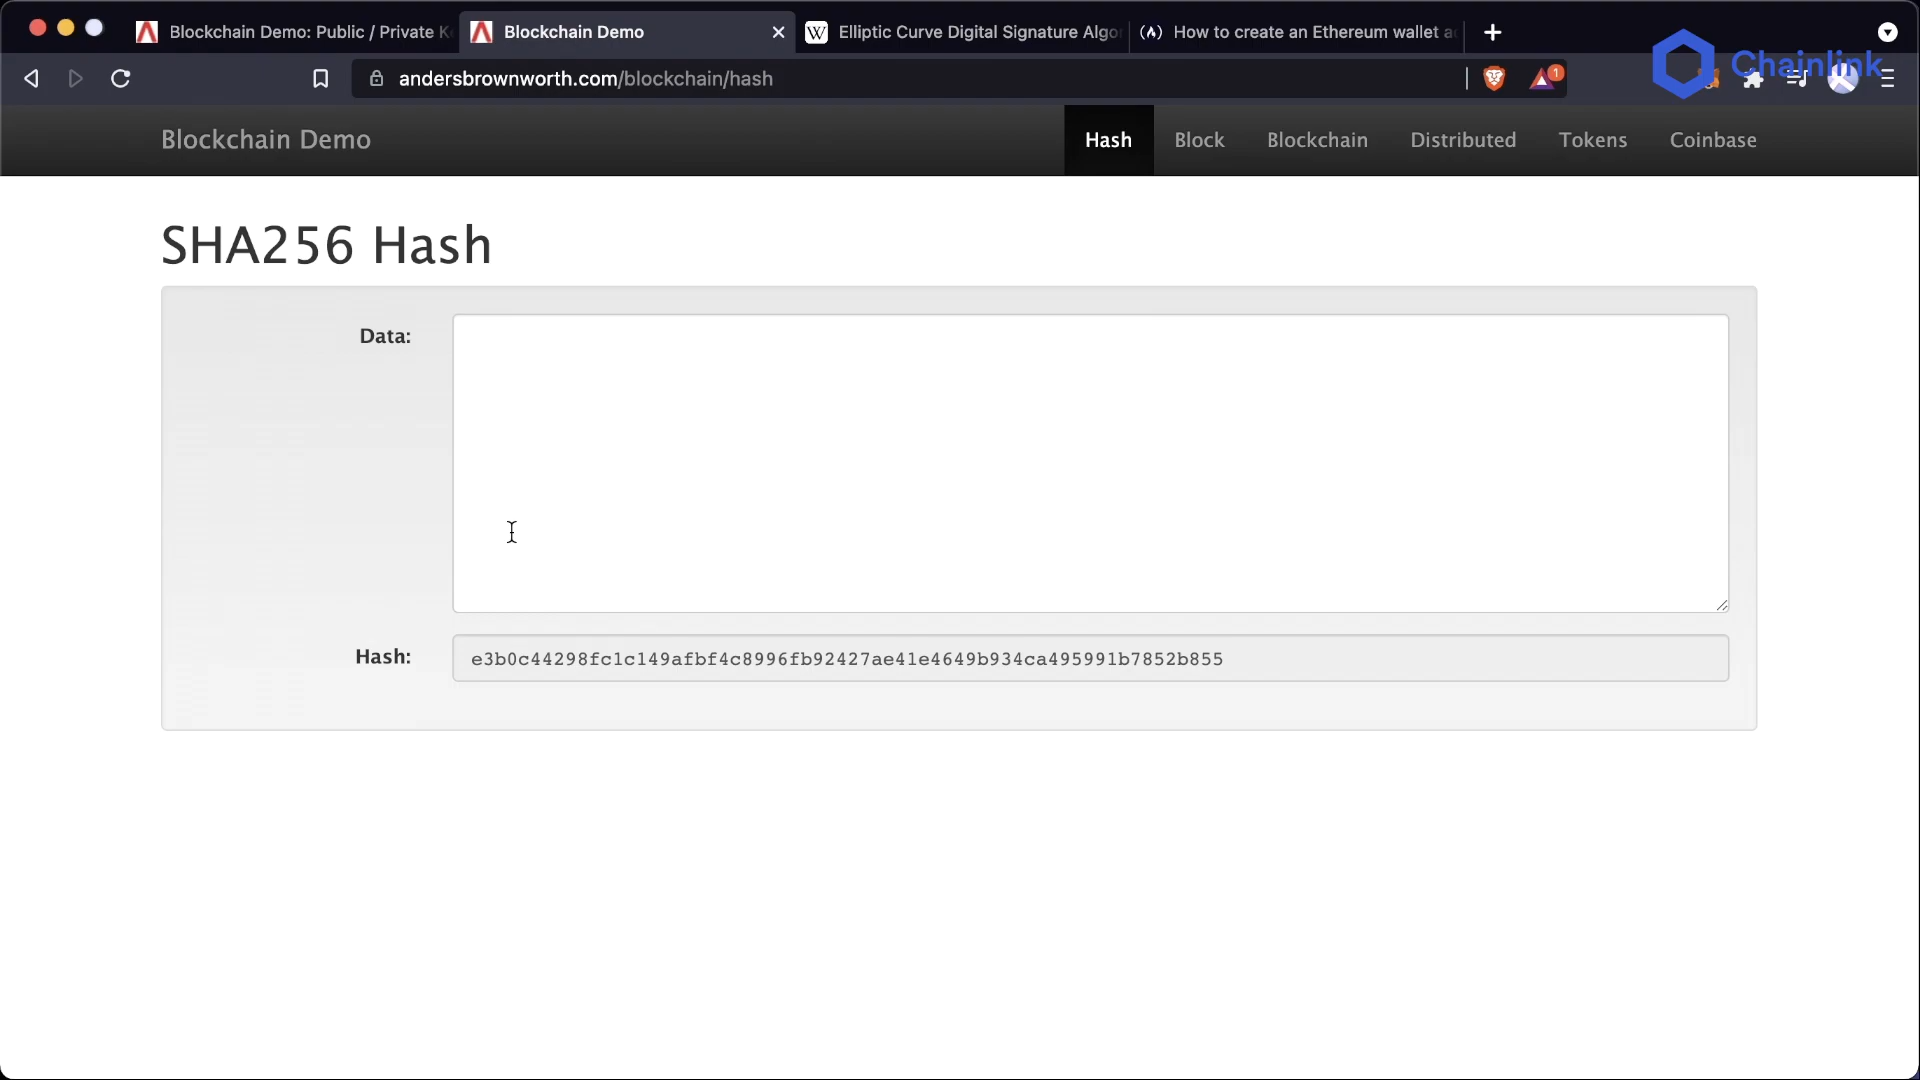 Blockchain Demo: Public / Private K
Blockchain Demo
Elliptic Curve Digital Signature Algo
How to create an Ethereum wallet a
andersbrownworth.com/blockchain/hash
1
Chainlink
Blockchain Demo
Hash
Block
Blockchain
Distributed
Tokens
Coinbase
SHA256 Hash
Data:
Hash:
e3b0c44298fc1c149afbf4c8996fb92427ae41e4649b934ca495991b7852b855